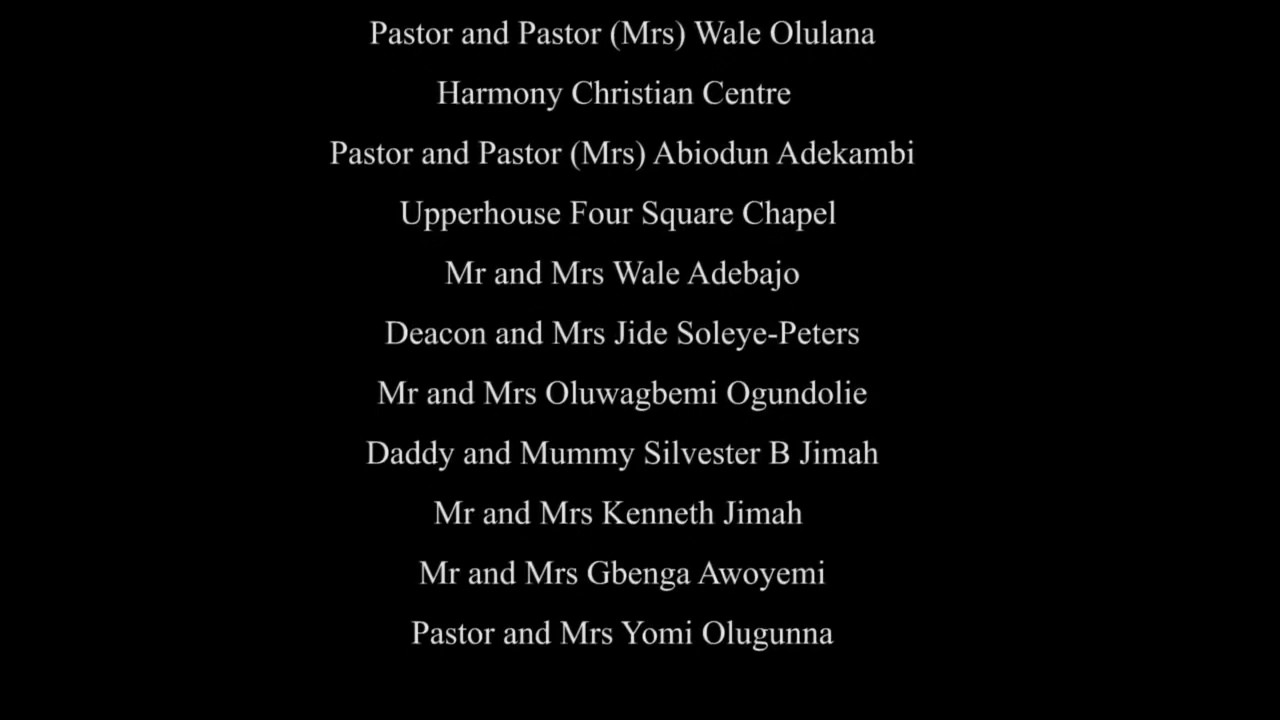 Pastor and Pastor (Mrs) Wale Olulana
Harmony Christian Centre
Pastor and Pastor (Mrs) Abiodun Adekambi
Upperhouse Four Square Chapel
Mr and Mrs Wale Adebajo
Deacon and Mrs Jide Soleye-Peters
Mr and Mrs Oluwagbemi Ogundolie
Daddy and Mummy Silvester B Jimah
Mr and Mrs Kenneth Jimah
Mr and Mrs Gbenga Awoyemi
Pastor and Mrs Yomi Olugunna